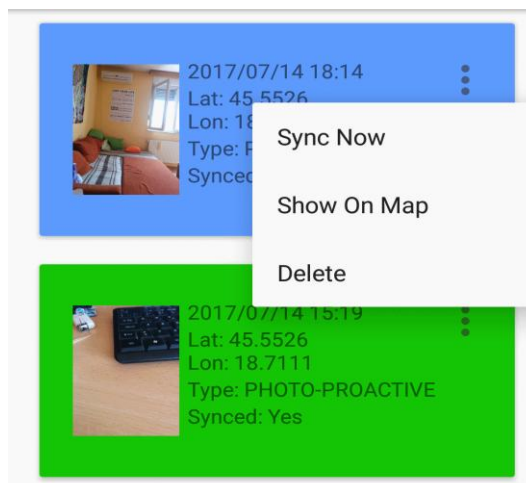 2017/07/14 18:14
Lat: 45.5526
Lon: 18
Type:
Synced
Sync Now
Show On Map
Delete
2017/07/14 15:19
Lat: 45.5526
Lon: 18.7111
Type: PHOTO-PROACTIVE
Synced: Yes